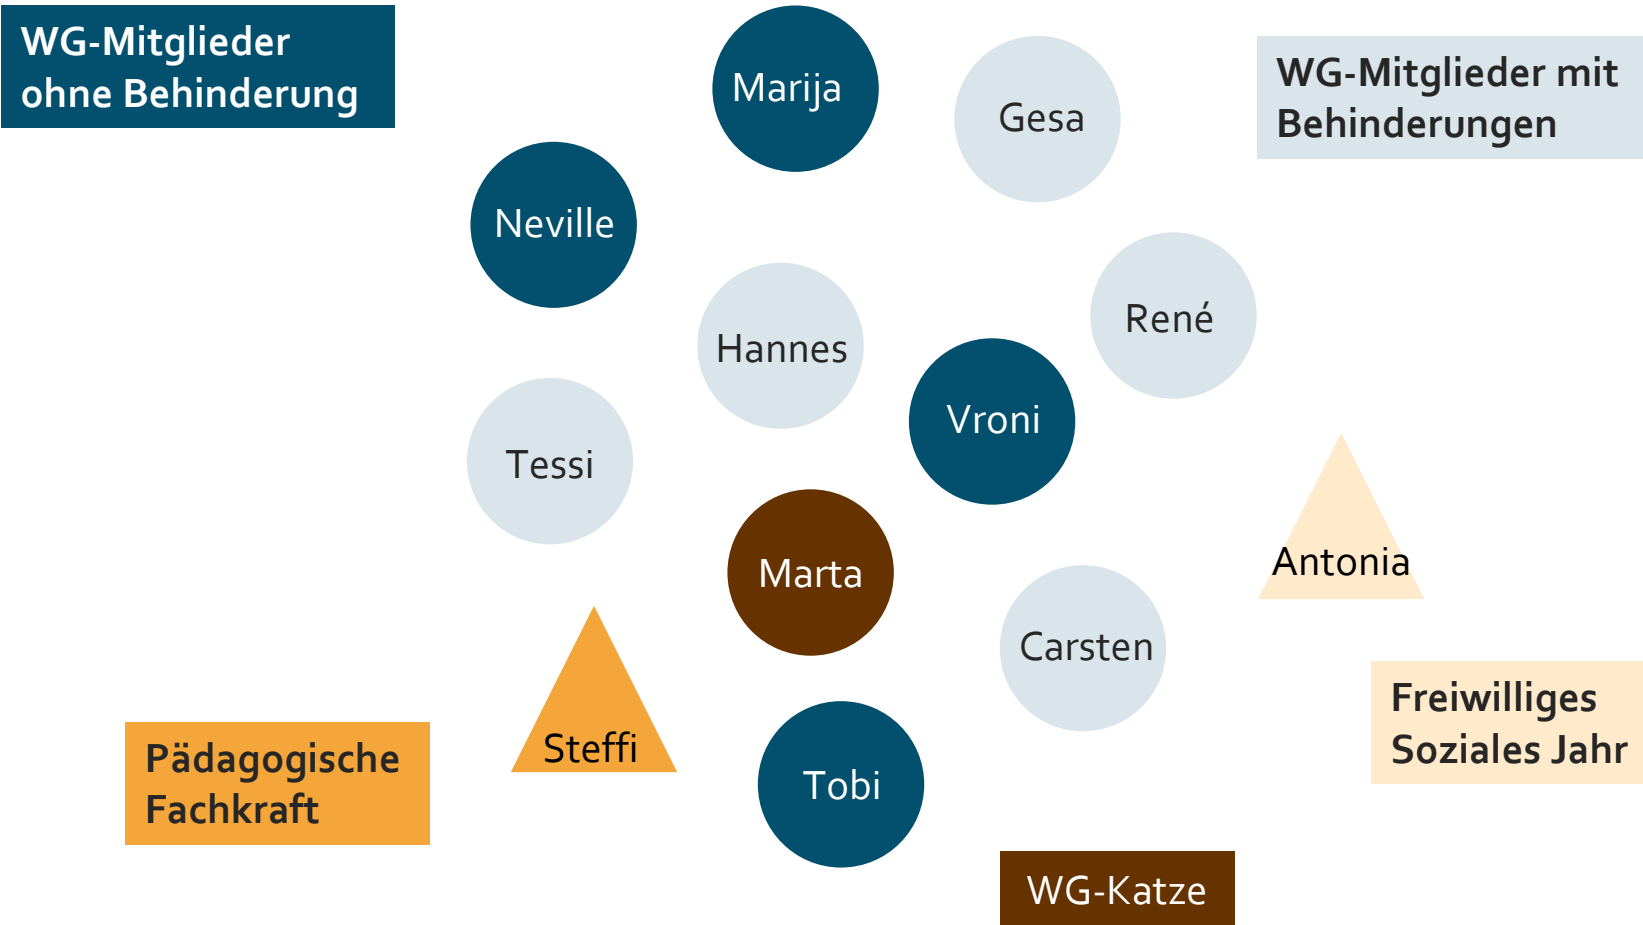 WG-Mitglieder
ohne Behinderung
Marija
Gesa
WG-Mitglieder mit
Behinderungen
Neville
René
Hannes
Vroni
Tessi
Antonia
Marta
Carsten
Steffi
Freiwilliges
Soziales Jahr
Pädagogische
Fachkraft
Tobi
WG-Katze